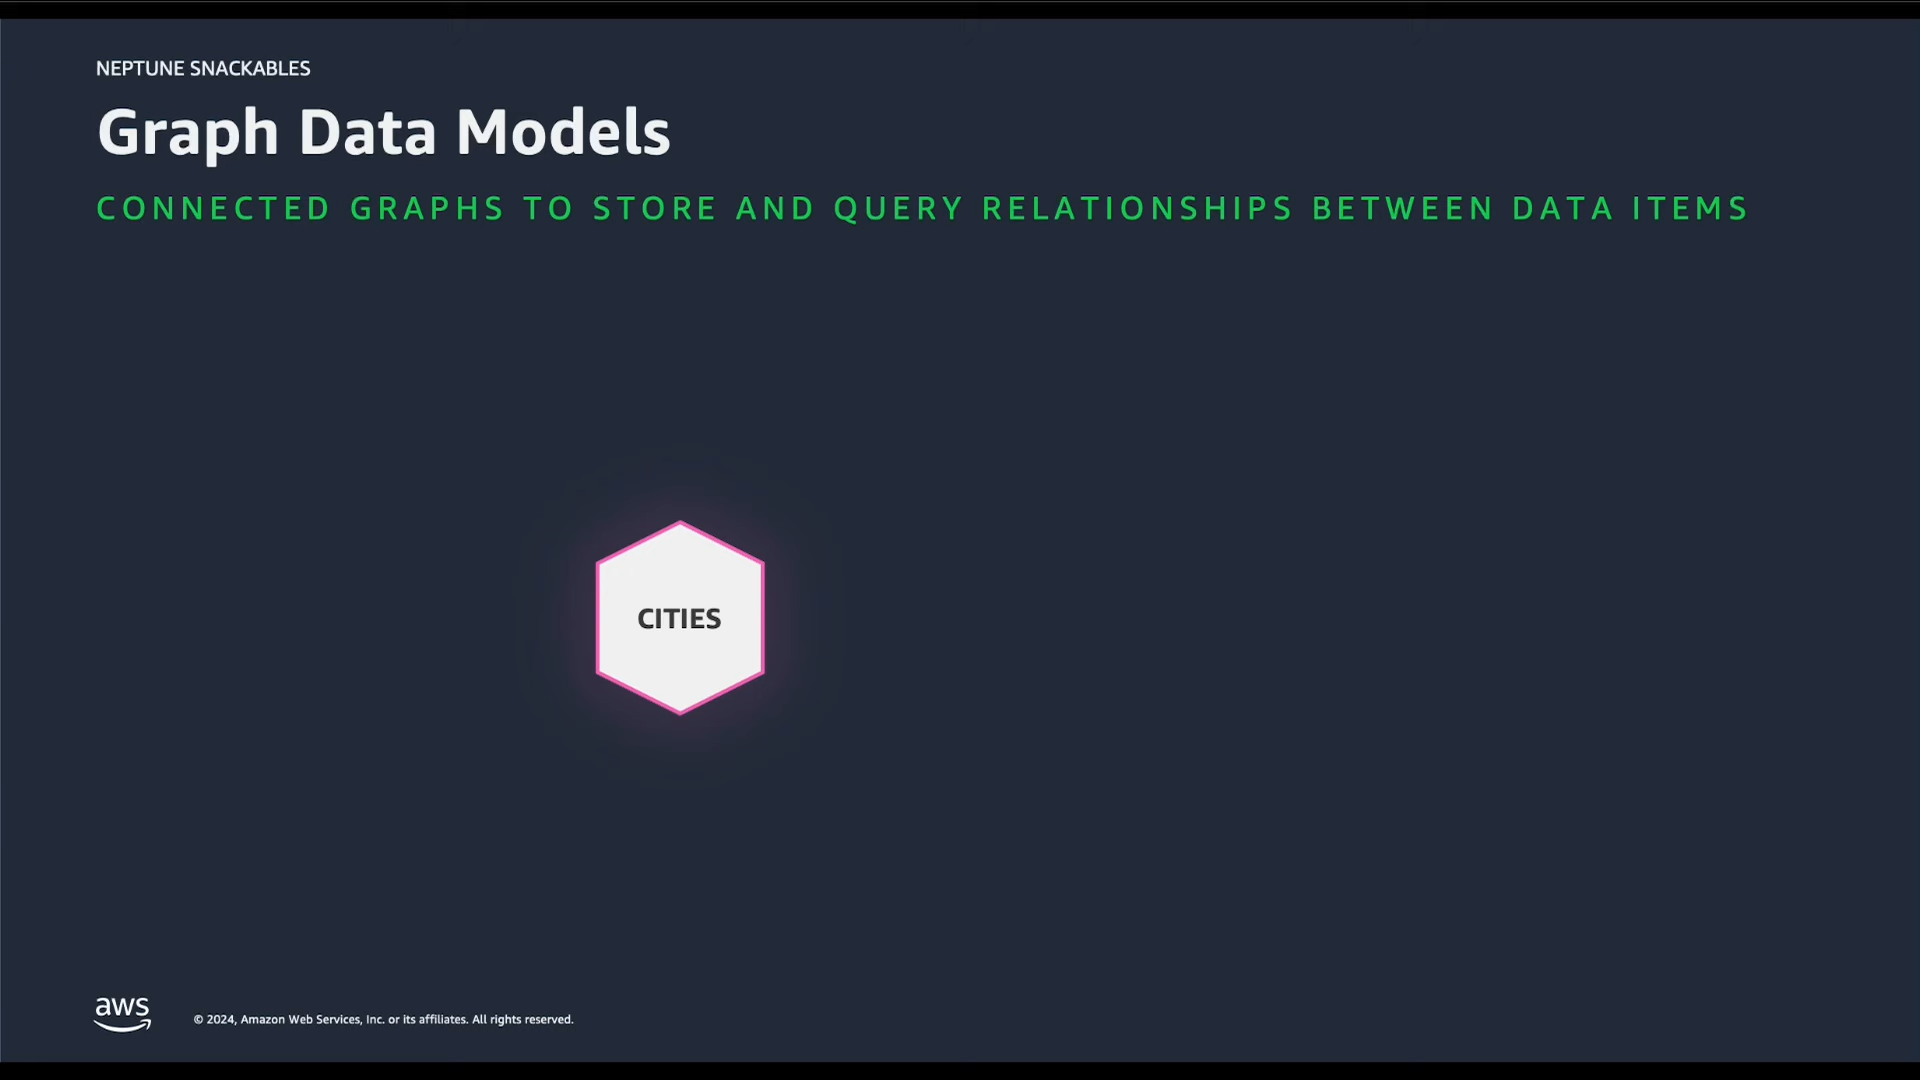 NEPTUNE SNACKABLES
Graph Data Models
CONNECTED GRAPHS TO STORE AND QUERY RELATIONSHIPS BETWEEN DATA ITEMS
CITIES
aws
© 2024, Amazon Web Services, Inc. or its affiliates. All rights reserved.